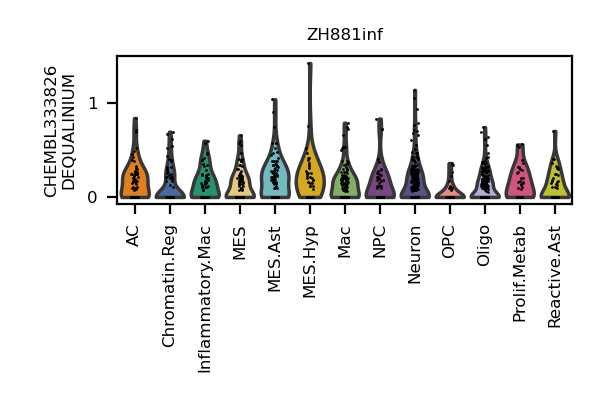 ZH881inf
CHEMBL333826
DEQUALINIUM
1
0
AC
Chromatin.Reg
Inflammatory.Mac
MES
MES.Ast
MES.Hyp
Mac
NPC
Neuron
OPC
Oligo
Prolif.Metab
Reactive.Ast